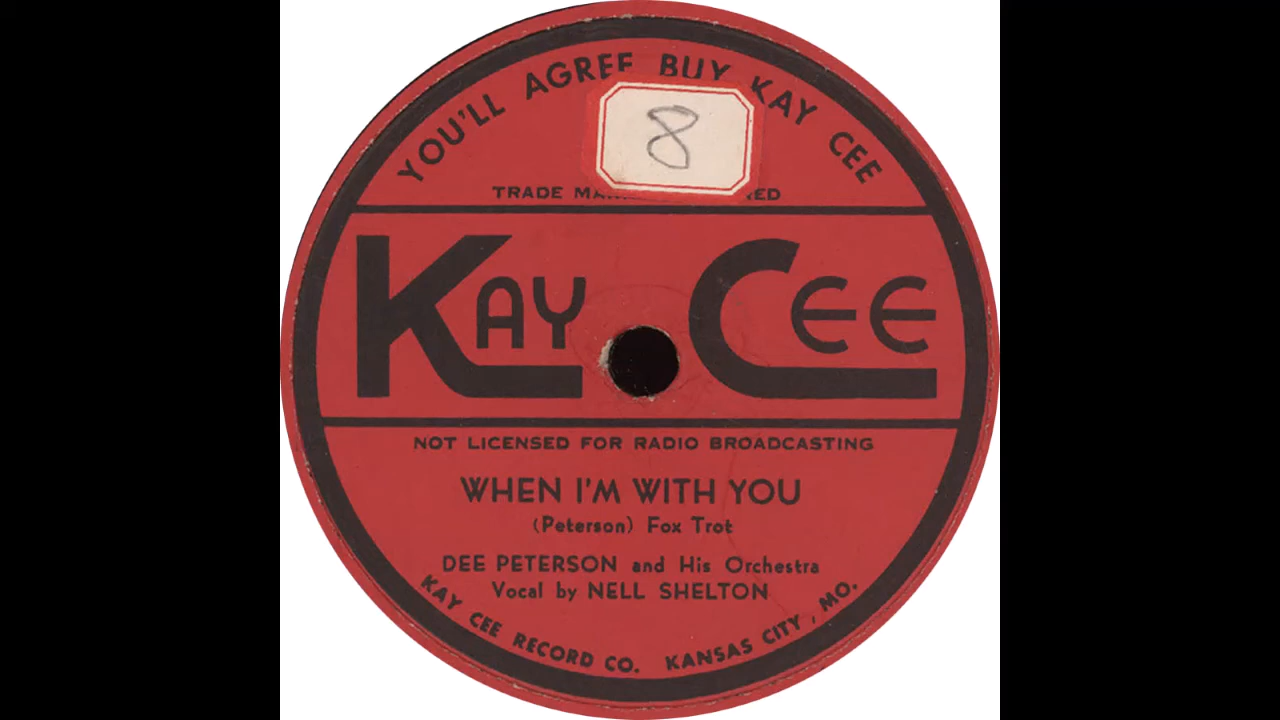 YOU'LL AGREE BUY KAY CEE
8
TRADE
KAY CEE
NOT LICENSED FOR RADIO BROADCASTING
WHEN I'M WITH YOU
(Peterson) Fox Trot
DEE PETERSON and His Orchestra
Vocal by NELL SHELTON
KAY CEE RECORD CO. KANSAS CITY, MO.